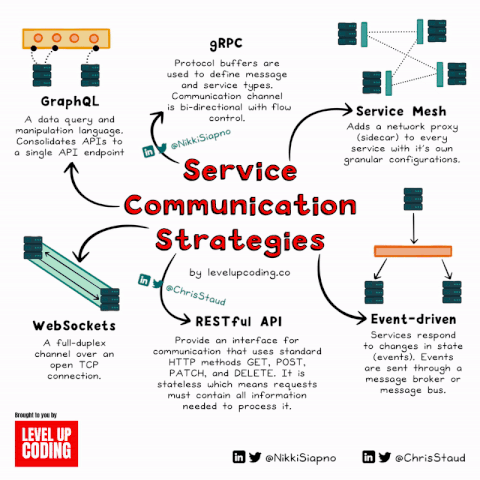 gRPC
Protocol buffers are
used to define message
and service types.
Communication channel
is bi-directional with flow
control.
GraphQL
A data query and
manipulation language.
Consolidates APIs to
a single API endpoint
Service Mesh
Adds a network proxy
(sidecar) to every
service with it's own
granular configurations.
@NikkiSiapno
Service
Communication
Strategies
by levelupcoding.co
@ChrisStaud
WebSockets
A full-duplex
channel over an
open TCP
connection.
RESTful API
Provide an interface for
communication that uses standard
HTTP methods GET, POST,
PATCH, and DELETE. It is
stateless which means requests
must contain all information
needed to process it.
Event-driven
Services respond
to changes in state
(events). Events
are sent through a
message broker or
message bus.
Brought to you by
LEVEL UP
CODING
@NikkiSiapno
@ChrisStaud